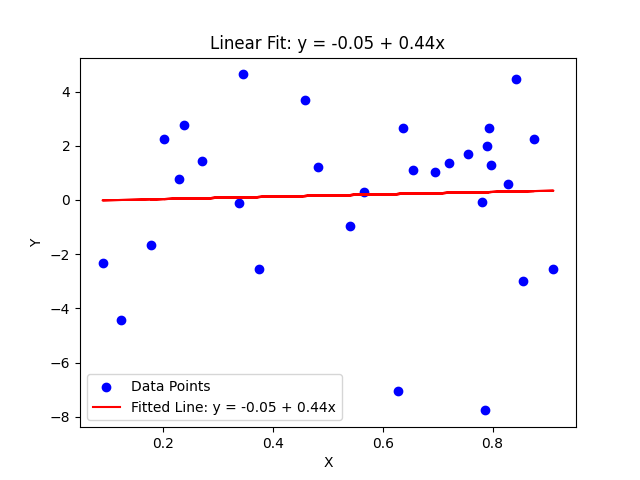 Linear Fit: y = -0.05 + 0.44x
4
2
0
−2
−4
−6
−8
Y
Data Points
Fitted Line: y = -0.05 + 0.44x
0.2 0.4 0.6 0.8
X